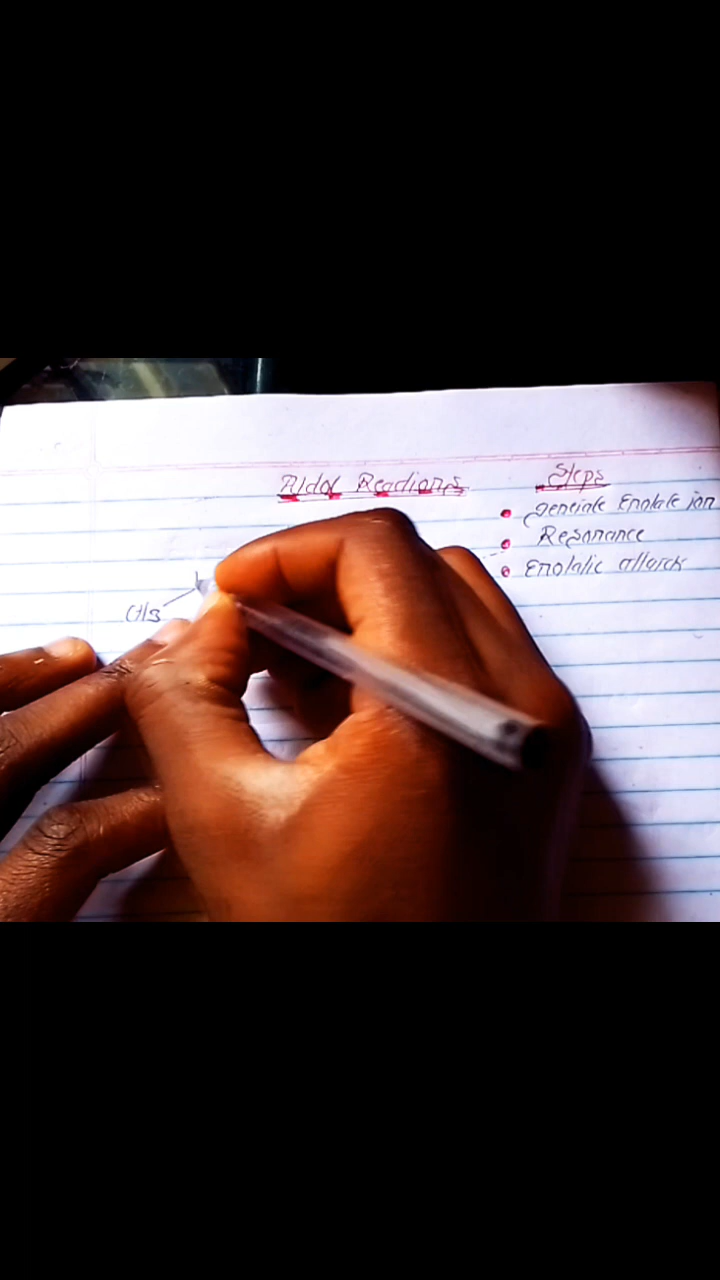 Aldol Reactions
Steps
generate Enolate ion
Resonance
Enolatic attack
CH3